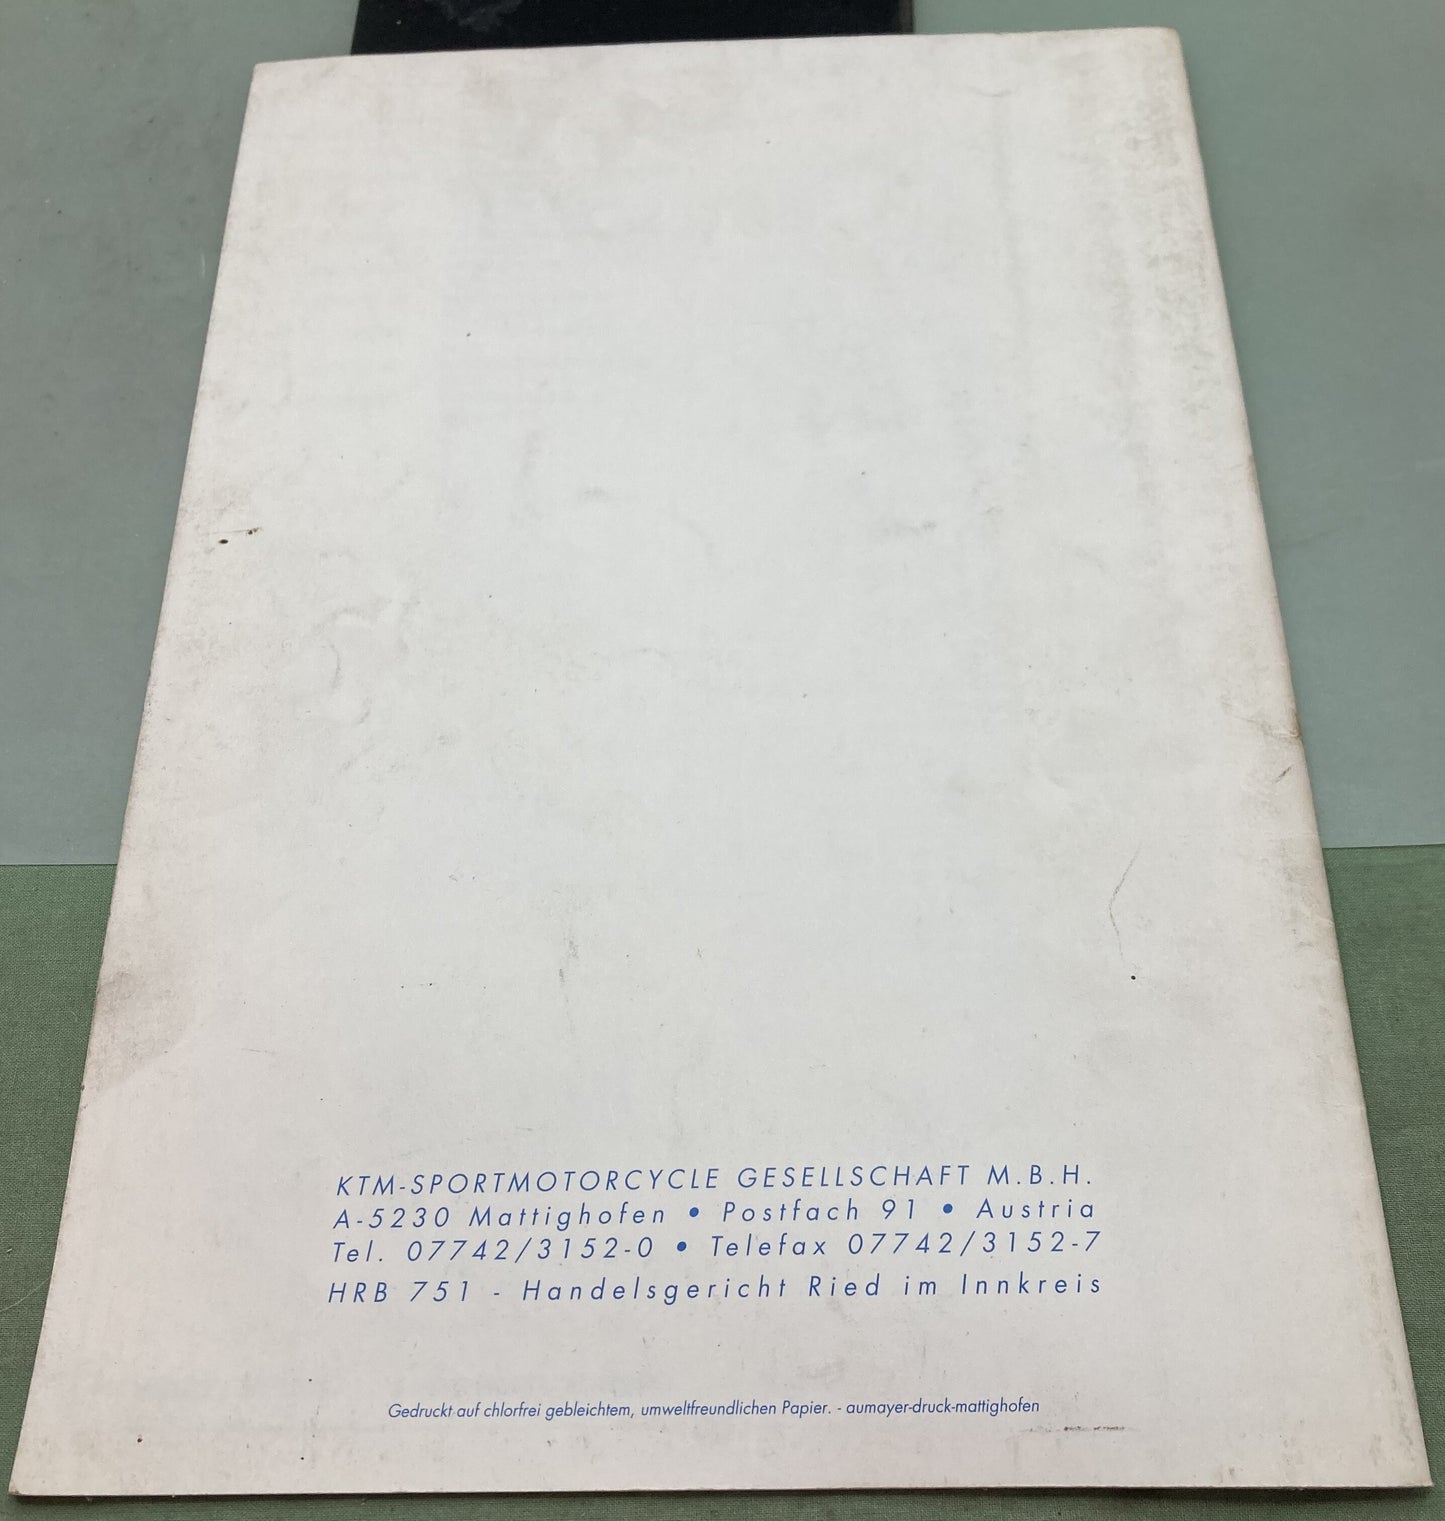 KTM-SPORTMOTORCYCLE GESELLSCHAFT M.B.H.
A-5230 Mattighofen • Postfach 91 • Austria
Tel. 07742/3152-0 • Telefax 07742/3152-7
HRB 751 - Handelsgericht Ried im Innkreis
Gedruckt auf chlorfrei gebleichtem, umweltfreundlichen Papier. - aumayer-druck-mattighofen